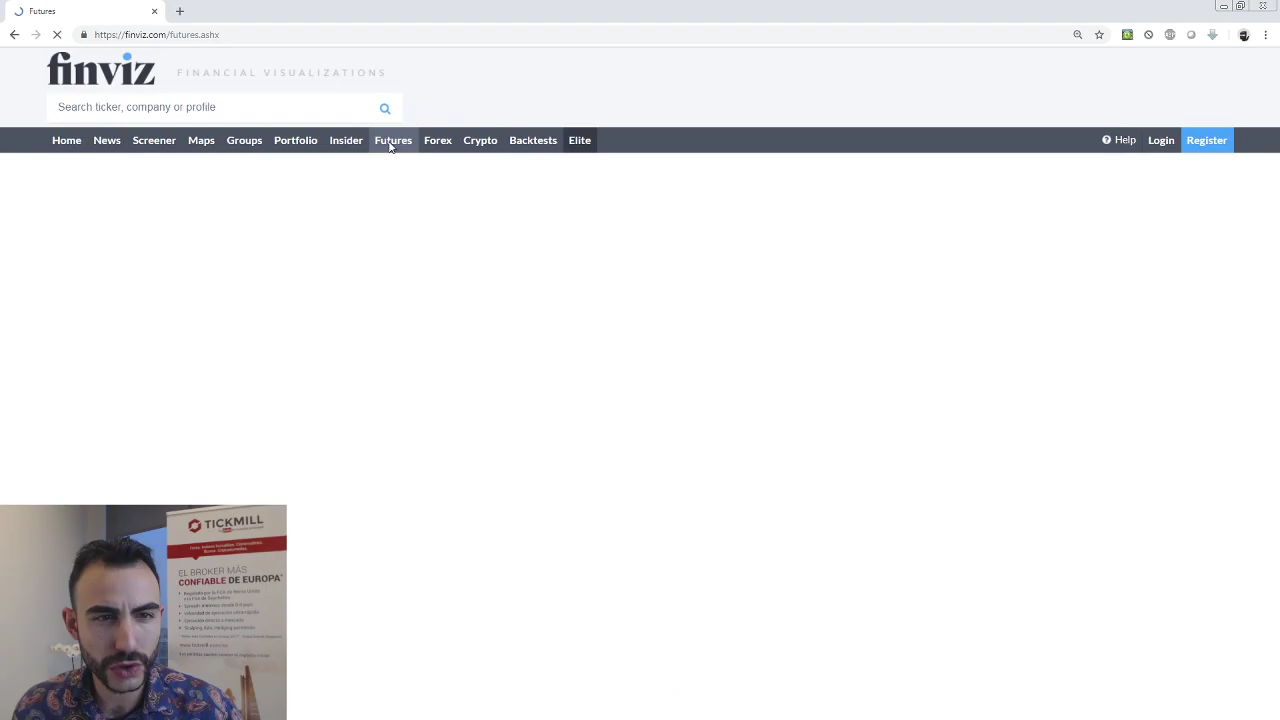 Futures
https://finviz.com/futures.ashx
finviz FINANCIAL VISUALIZATIONS
Search ticker, company or profile
Home News Screener Maps Groups Portfolio Insider Futures Forex Crypto Backtests Elite Help Login Register
TICKMILL
EL BROKER MÁS
CONFIABLE DE EUROPA*